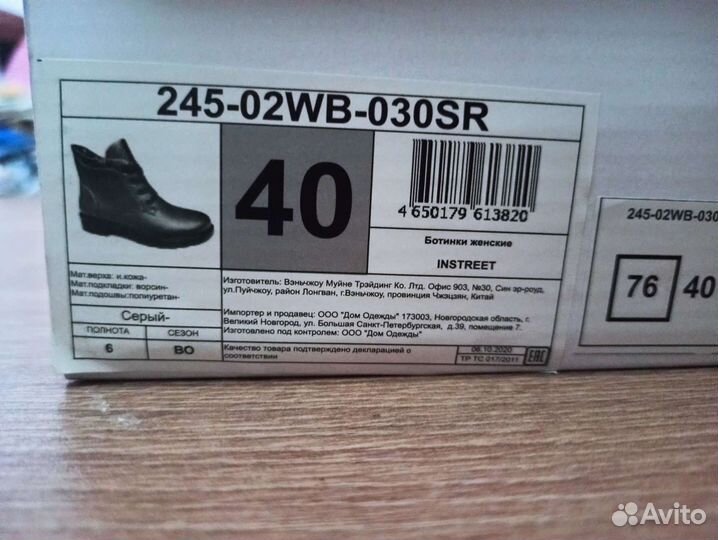 245-02WB-030SR
40
4 650179 613820
Ботинки женские
INSTREET
Мат.верха: и.кожа-
Мат.подкладки: ворсин-
Мат.подошвы:полиуретан-
Серый-
ПОЛНОТА СЕЗОН
6 ВО
Изготовитель: Вэньчжоу Муйне Трэйдинг Ко. Лтд. Офис 903, №30, Син эр-роуд,
ул.Пуйчжоу, район Лонгван, г.Вэньчжоу, провинция Чжэцзян, Китай
Импортер и продавец: ООО "Дом Одежды" 173003, Новгородская область, г.
Великий Новгород, ул. Большая Санкт-Петербургская, д.39, помещение 7.
Изготовлено под контролем: ООО "Дом Одежды"
Качество товара подтверждено декларацией о
соответствии
06.10.2020
ТР ТС 017/2011
ЕАС
245-02WB-030
76 40
Avito